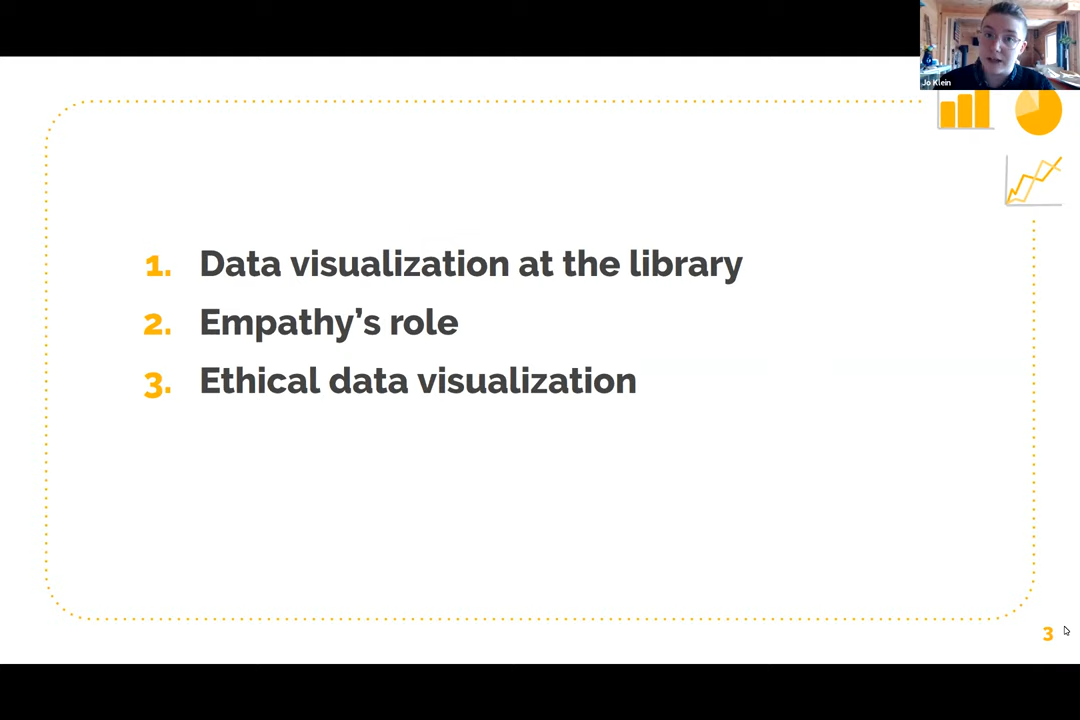 Jo Klein
1. Data visualization at the library
2. Empathy’s role
3. Ethical data visualization
3